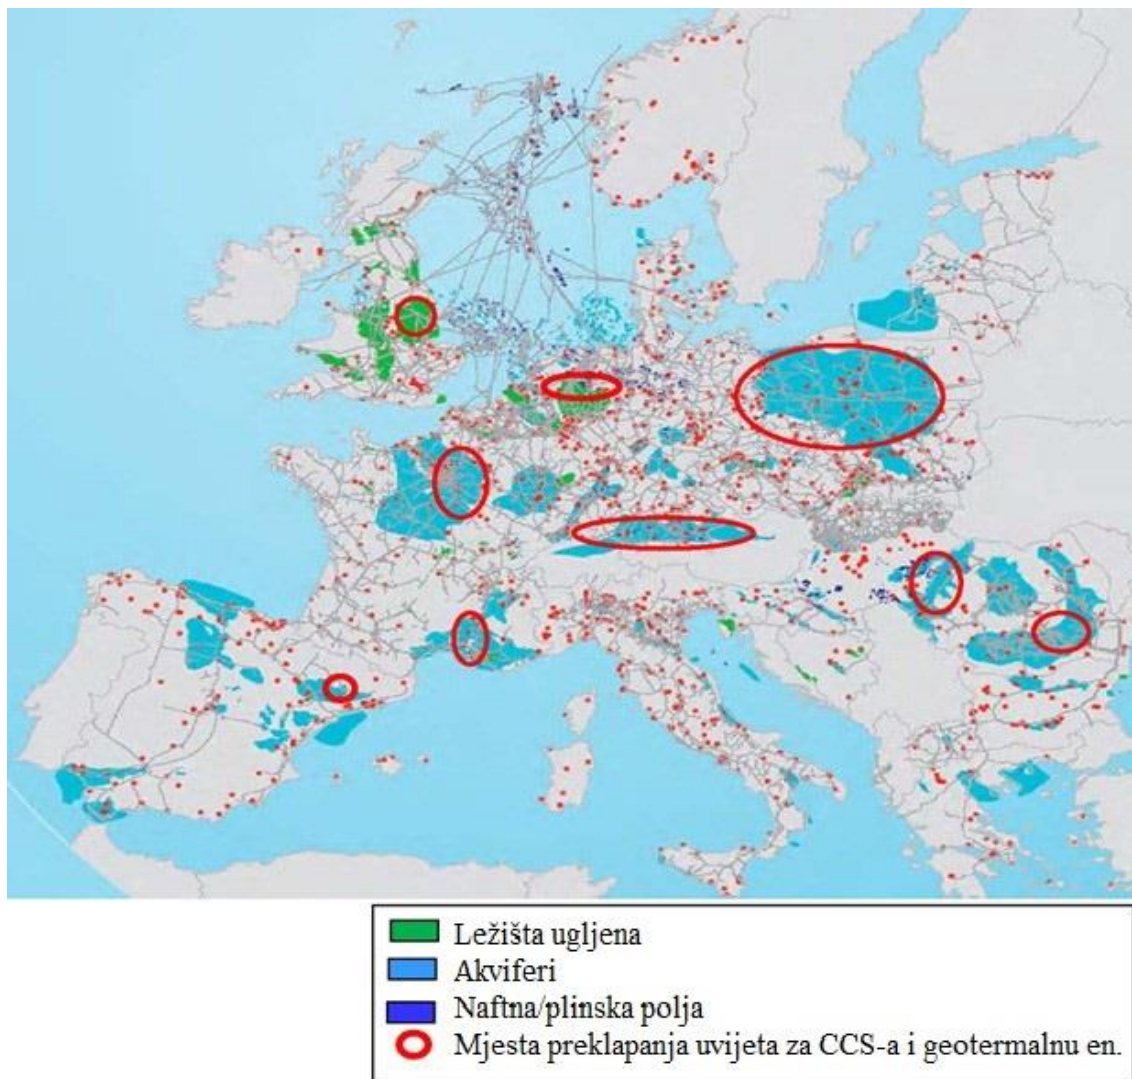 Ležišta ugljena
Akviferi
Naftna/plinska polja
Mjesta preklapanja uvijeta za CCS-a i geotermalnu en.